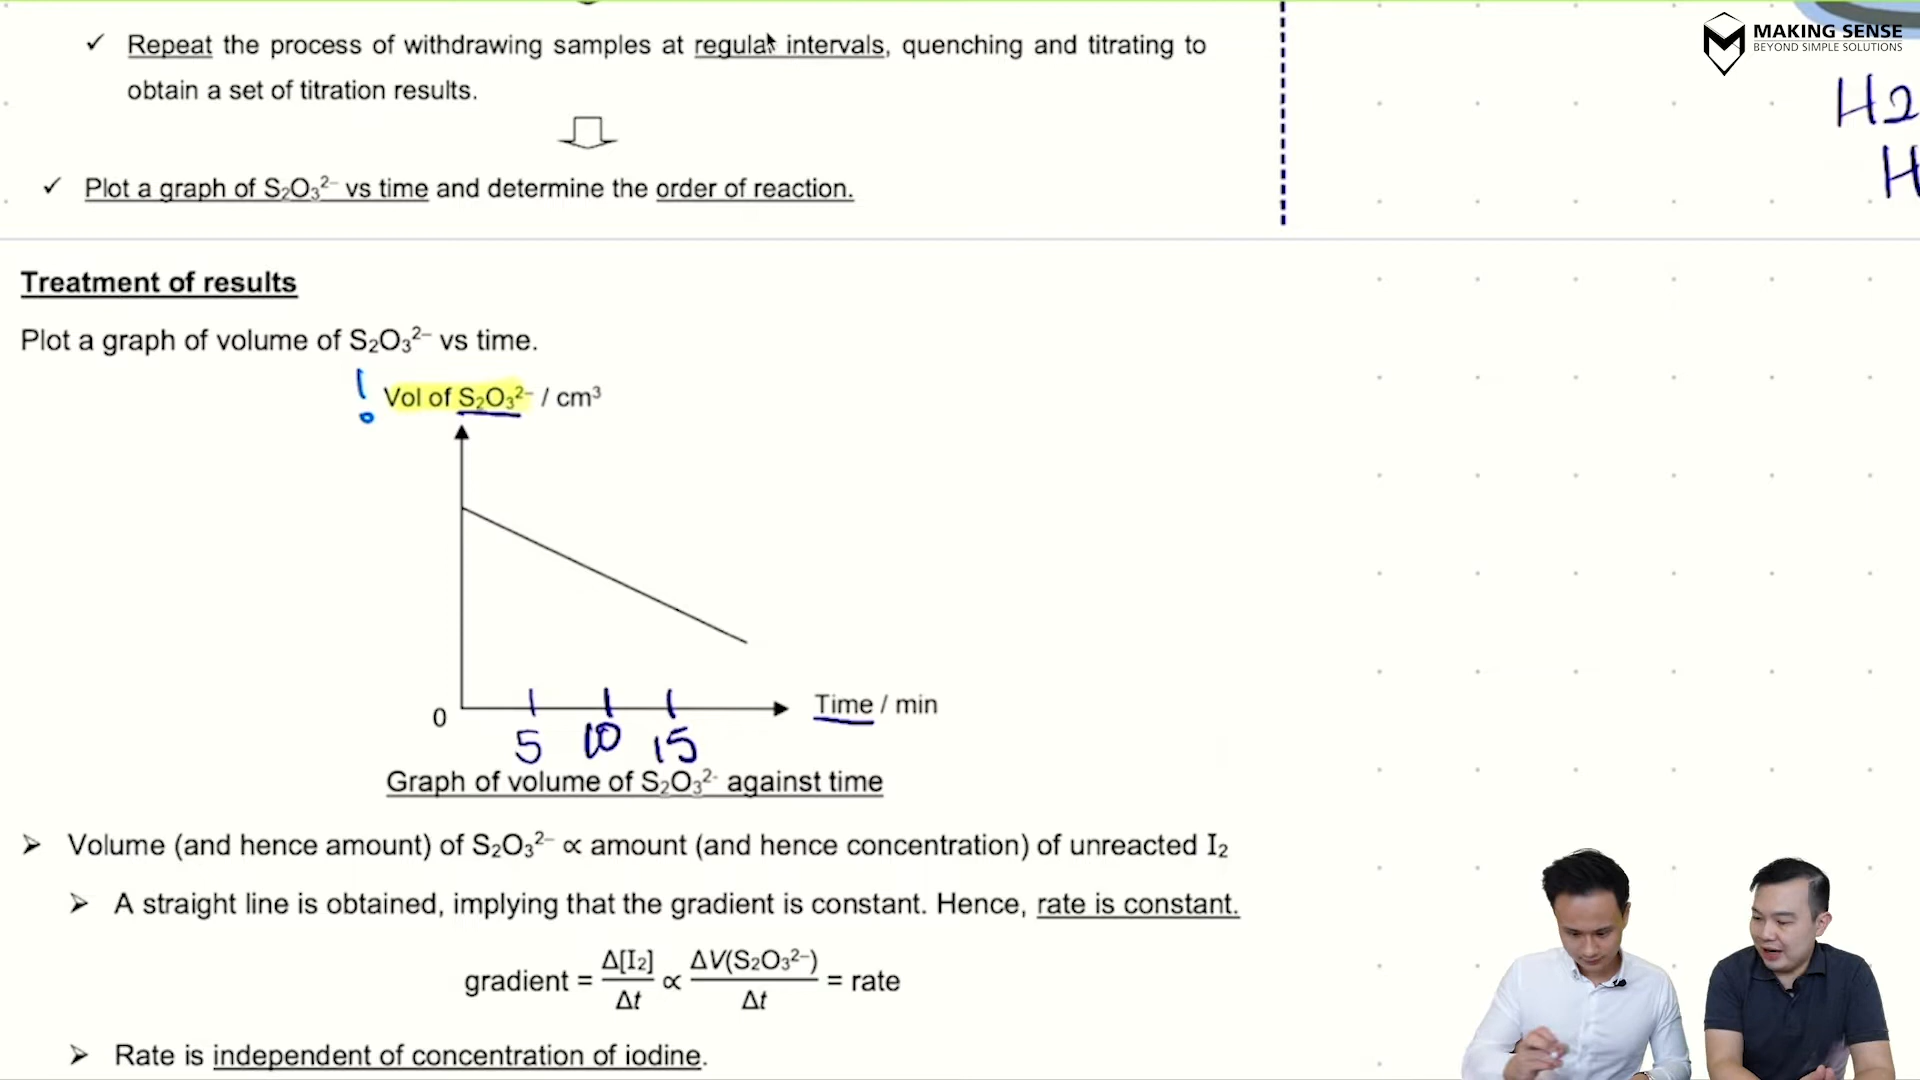 MAKING SENSE
BEYOND SIMPLE SOLUTIONS
✓ Repeat the process of withdrawing samples at regular intervals, quenching and titrating to
obtain a set of titration results.
H2
H
✓ Plot a graph of S₂O₃²⁻ vs time and determine the order of reaction.
Treatment of results
Plot a graph of volume of S₂O₃²⁻ vs time.
! Vol of S₂O₃²⁻ / cm³
0
Time / min
5 10 15
Graph of volume of S₂O₃²⁻ against time
➢ Volume (and hence amount) of S₂O₃²⁻ ∝ amount (and hence concentration) of unreacted I₂
➢ A straight line is obtained, implying that the gradient is constant. Hence, rate is constant.
gradient = Δ[I₂]/Δt ∝ ΔV(S₂O₃²⁻)/Δt = rate
➢ Rate is independent of concentration of iodine.